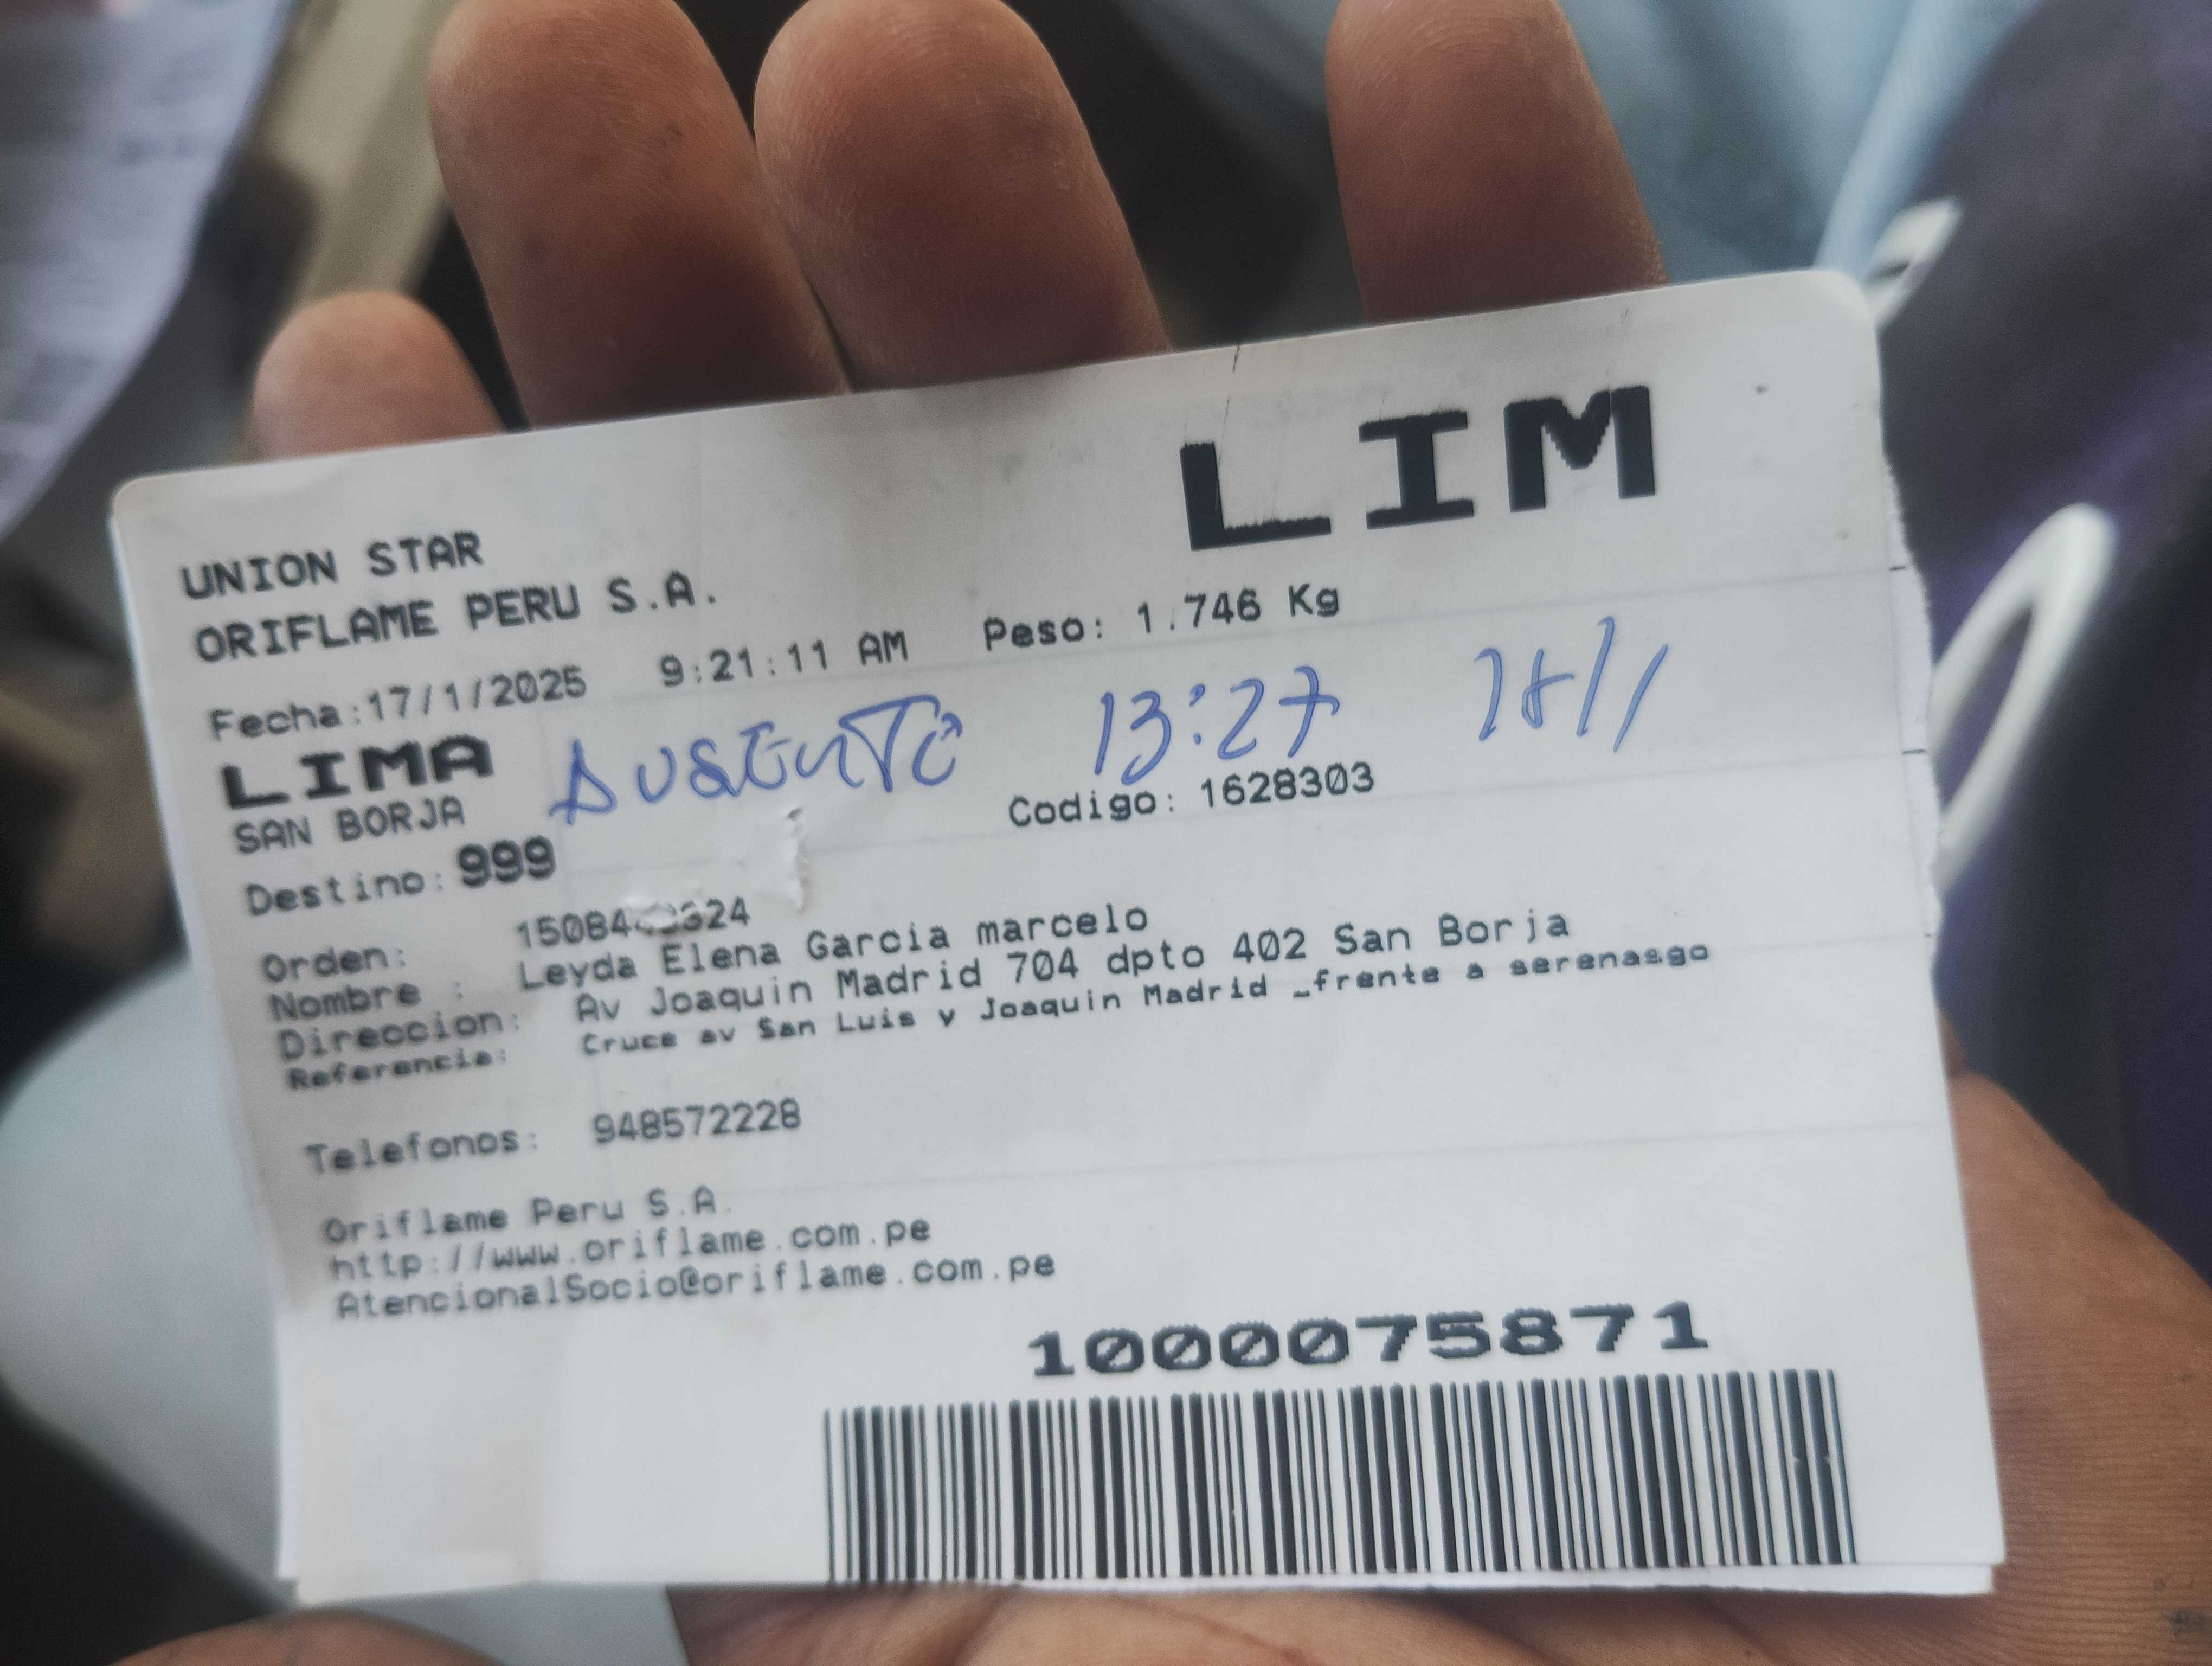 LIM
UNION STAR
ORIFLAME PERU S.A.
Fecha:17/1/2025 9:21:11 AM Peso: 1.746 Kg
LIMA AUSENTE 13:27
SAN BORJA Codigo: 1628303
Destino: 999
Orden:
Nombre : Leyda Elena Garcia marcelo
Direccion: Av Joaquin Madrid 704 dpto 402 San Borja
Referencia: Cruce av San Luis y Joaquin Madrid _frente a serenasgo
Telefonos: 948572228
Oriflame Peru S.A.
http://www.oriflame.com.pe
AtencionalSocio@oriflame.com.pe
1000075871